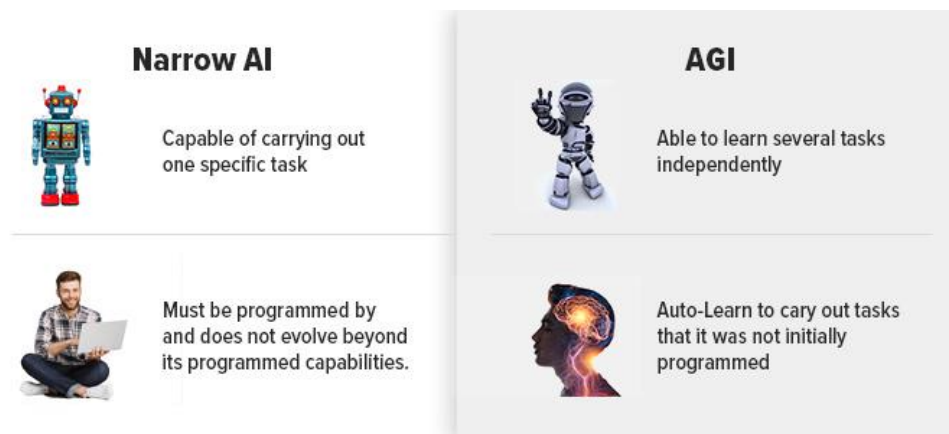 Narrow AI
Capable of carrying out
one specific task
Must be programmed by
and does not evolve beyond
its programmed capabilities.
AGI
Able to learn several tasks
independently
Auto-Learn to cary out tasks
that it was not initially
programmed